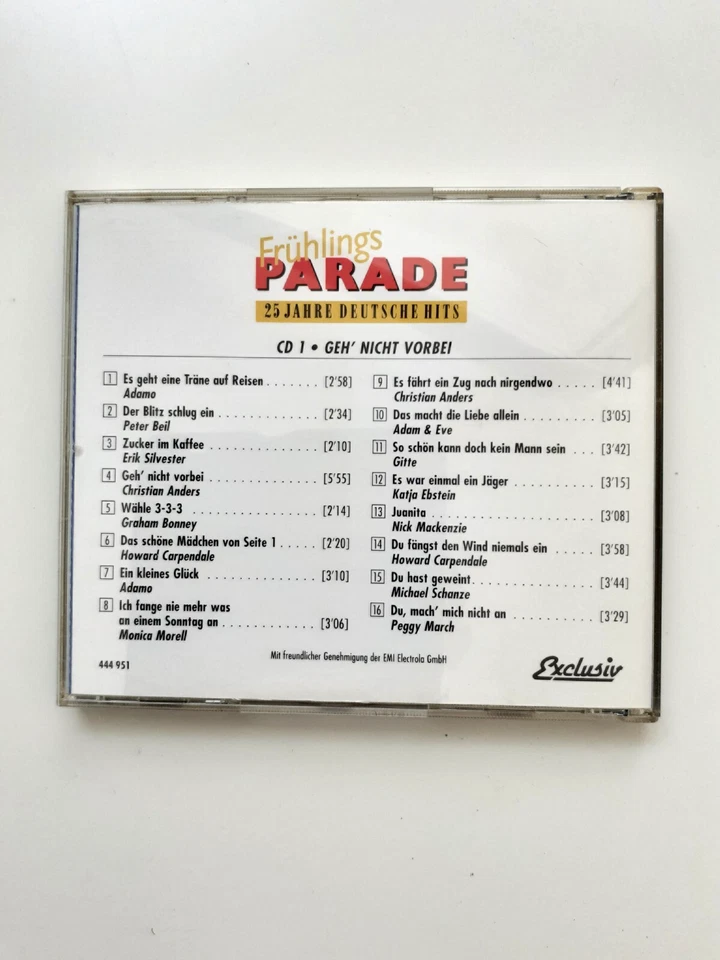 Frühlings
PARADE
25 JAHRE DEUTSCHE HITS
CD 1 • GEH' NICHT VORBEI
1 Es geht eine Träne auf Reisen . . . . . . . [2'58]
Adamo
2 Der Blitz schlug ein . . . . . . . . . . . . . [2'34]
Peter Beil
3 Zucker im Kaffee . . . . . . . . . . . . . . [2'10]
Erik Silvester
4 Geh' nicht vorbei . . . . . . . . . . . . . . [5'55]
Christian Anders
5 Wähle 3-3-3 . . . . . . . . . . . . . . . . . [2'14]
Graham Bonney
6 Das schöne Mädchen von Seite 1 . . . . . [2'20]
Howard Carpendale
7 Ein kleines Glück . . . . . . . . . . . . . . [3'10]
Adamo
8 Ich fange nie mehr was
an einem Sonntag an . . . . . . . . . . . . [3'06]
Monica Morell
9 Es fährt ein Zug nach nirgendwo . . . . . [4'41]
Christian Anders
10 Das macht die Liebe allein . . . . . . . . . [3'05]
Adam & Eve
11 So schön kann doch kein Mann sein . . . [3'42]
Gitte
12 Es war einmal ein Jäger . . . . . . . . . . [3'15]
Katja Ebstein
13 Juanita . . . . . . . . . . . . . . . . . . . . [3'08]
Nick Mackenzie
14 Du fängst den Wind niemals ein . . . . . . [3'58]
Howard Carpendale
15 Du hast geweint . . . . . . . . . . . . . . . [3'44]
Michael Schanze
16 Du, mach' mich nicht an . . . . . . . . . . [3'29]
Peggy March
Mit freundlicher Genehmigung der EMI Electrola GmbH
444 951
Exclusiv